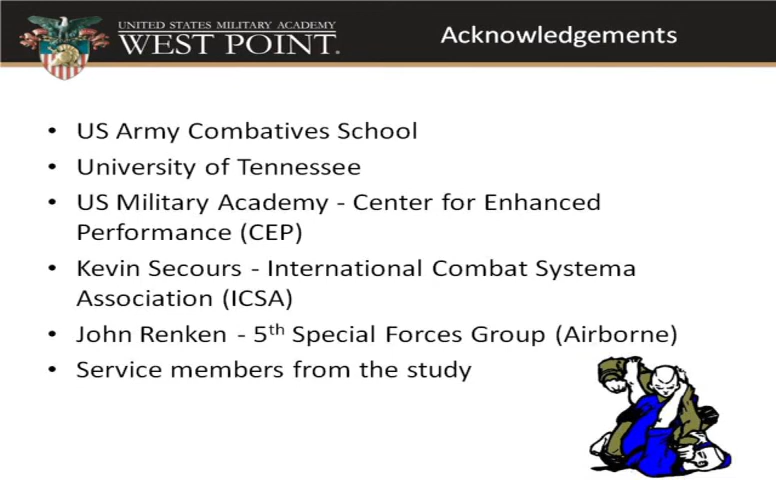 UNITED STATES MILITARY ACADEMY
WEST POINT.
Acknowledgements
• US Army Combatives School
• University of Tennessee
• US Military Academy - Center for Enhanced
Performance (CEP)
• Kevin Secours - International Combat Systema
Association (ICSA)
• John Renken - 5th Special Forces Group (Airborne)
• Service members from the study